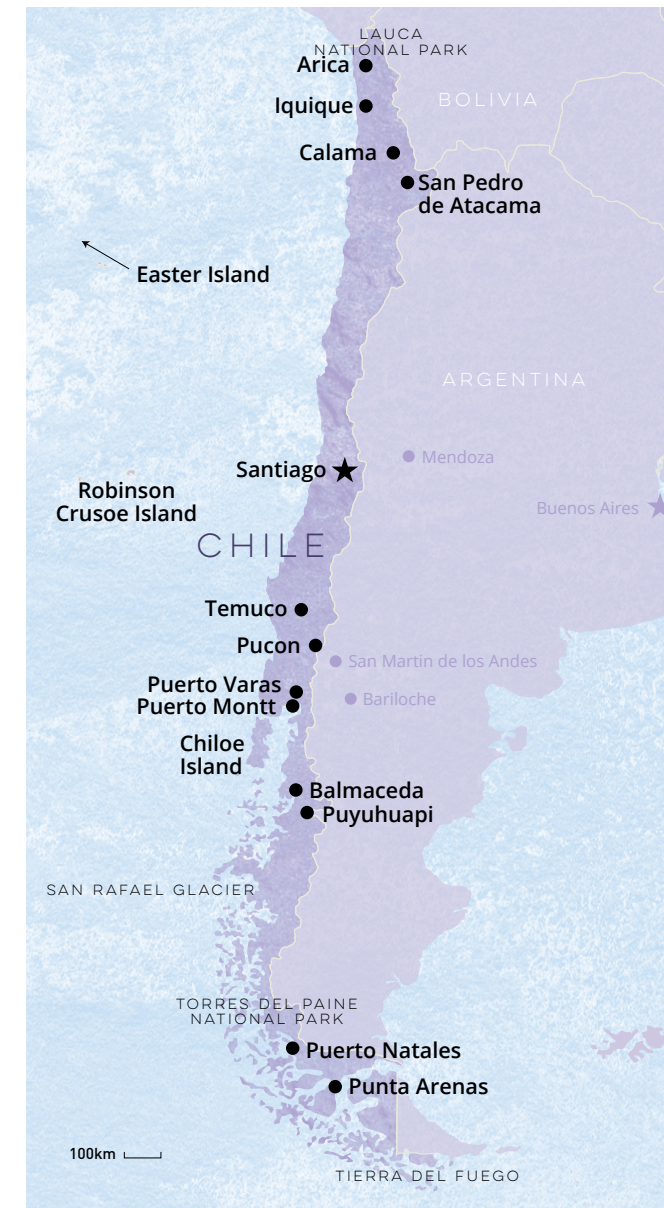 LAUCA
NATIONAL PARK
Arica
Iquique
BOLIVIA
Calama
San Pedro
de Atacama
Easter Island
ARGENTINA
Mendoza
Santiago
Robinson
Crusoe Island
Buenos Aires
CHILE
Temuco
Pucon
San Martin de los Andes
Puerto Varas
Bariloche
Puerto Montt
Chiloe
Island
Balmaceda
Puyuhuapi
SAN RAFAEL GLACIER
TORRES DEL PAINE
NATIONAL PARK
Puerto Natales
Punta Arenas
100km
TIERRA DEL FUEGO